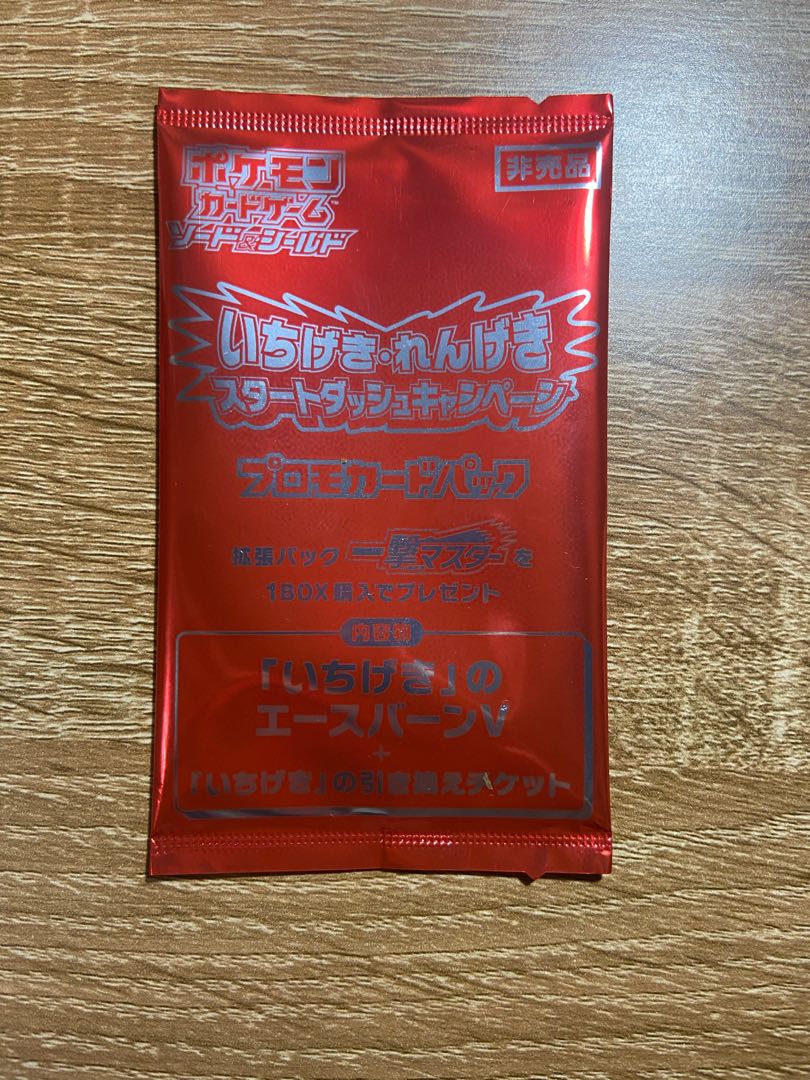 ポケモン
カードゲーム
ソード&シールド
非売品
いちげき・れんげき
スタートダッシュキャンペーン
プロモカードパック
拡張パック 一撃マスターを
1BOX購入でプレゼント
内容物
「いちげき」の
エースバーンV
+
「いちげき」の引き換えチケット